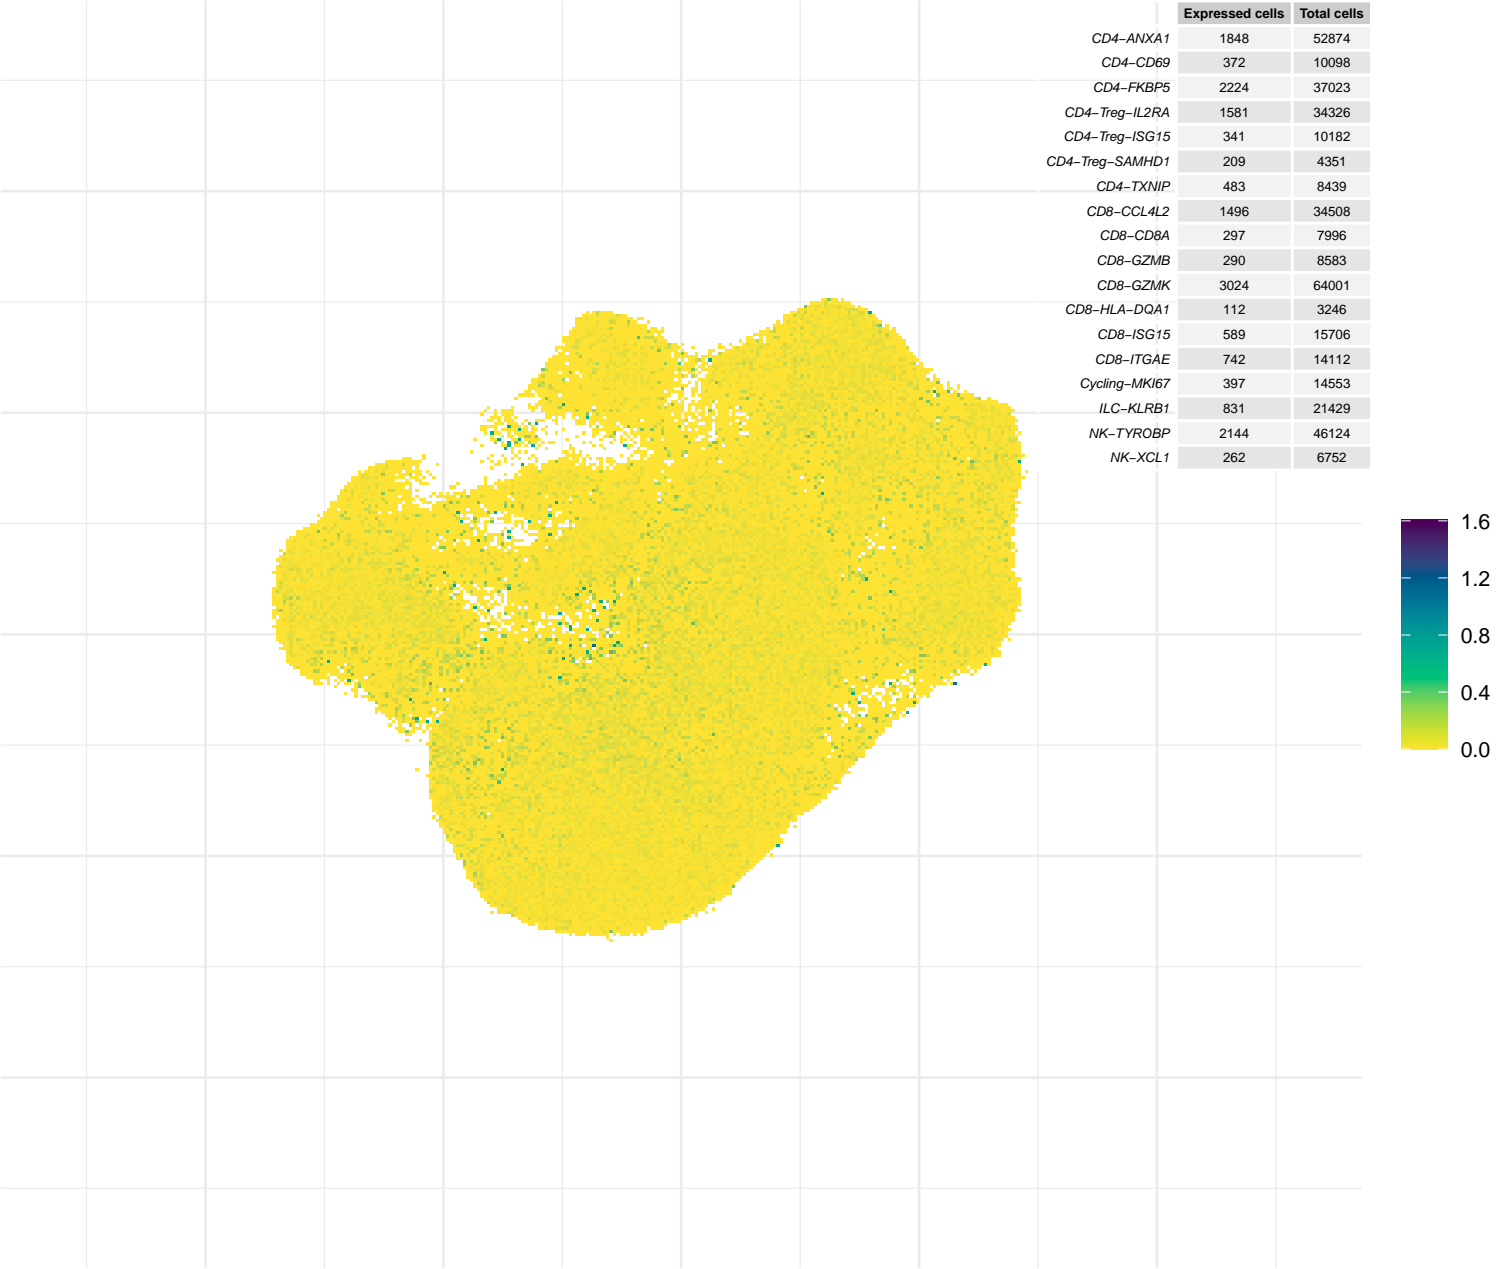 Expressed cells Total cells
CD4−ANXA1 1848 52874
CD4−CD69 372 10098
CD4−FKBP5 2224 37023
CD4−Treg−IL2RA 1581 34326
CD4−Treg−ISG15 341 10182
CD4−Treg−SAMHD1 209 4351
CD4−TXNIP 483 8439
CD8−CCL4L2 1496 34508
CD8−CD8A 297 7996
CD8−GZMB 290 8583
CD8−GZMK 3024 64001
CD8−HLA−DQA1 112 3246
CD8−ISG15 589 15706
CD8−ITGAE 742 14112
Cycling−MKI67 397 14553
ILC−KLRB1 831 21429
NK−TYROBP 2144 46124
NK−XCL1 262 6752
1.6
1.2
0.8
0.4
0.0